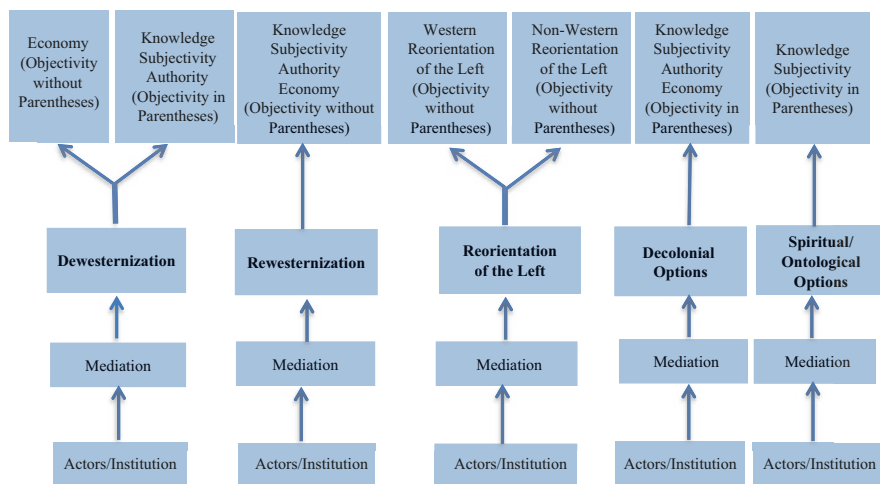 Economy
(Objectivity
without
Parentheses)
Knowledge
Subjectivity
Authority
(Objectivity in
Parentheses)
Knowledge
Subjectivity
Authority
Economy
(Objectivity without
Parentheses)
Western
Reorientation
of the Left
(Objectivity
without
Parentheses)
Non-Western
Reorientation
of the Left
(Objectivity
without
Parentheses)
Knowledge
Subjectivity
Authority
Economy
(Objectivity in
Parentheses)
Knowledge
Subjectivity
(Objectivity in
Parentheses)
Dewesternization
Rewesternization
Reorientation
of the Left
Decolonial
Options
Spiritual/
Ontological
Options
Mediation
Mediation
Mediation
Mediation
Mediation
Actors/Institution
Actors/Institution
Actors/Institution
Actors/Institution
Actors/Institution